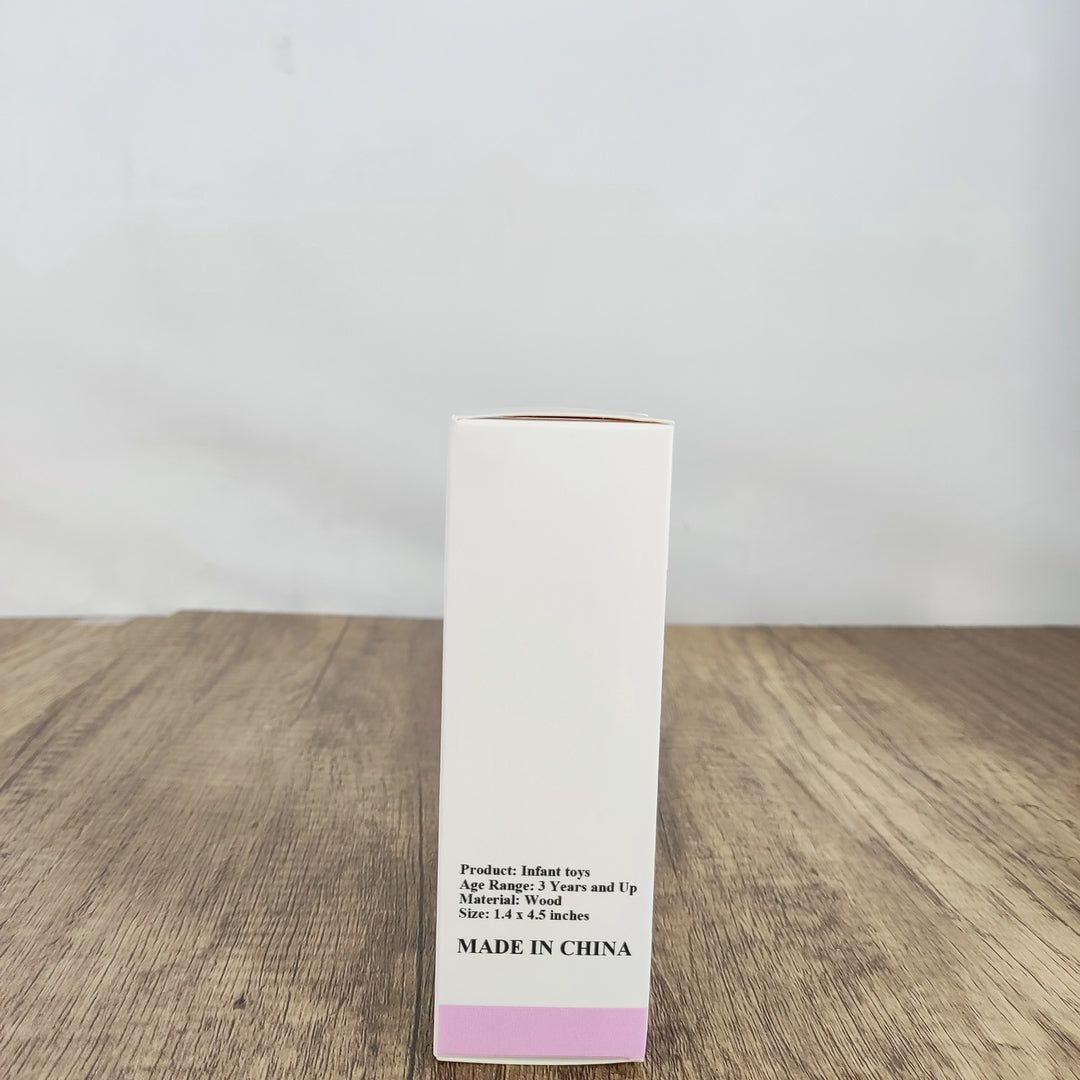 Product: Infant toys
Age Range: 3 Years and Up
Material: Wood
Size: 1.4 x 4.5 inches
MADE IN CHINA